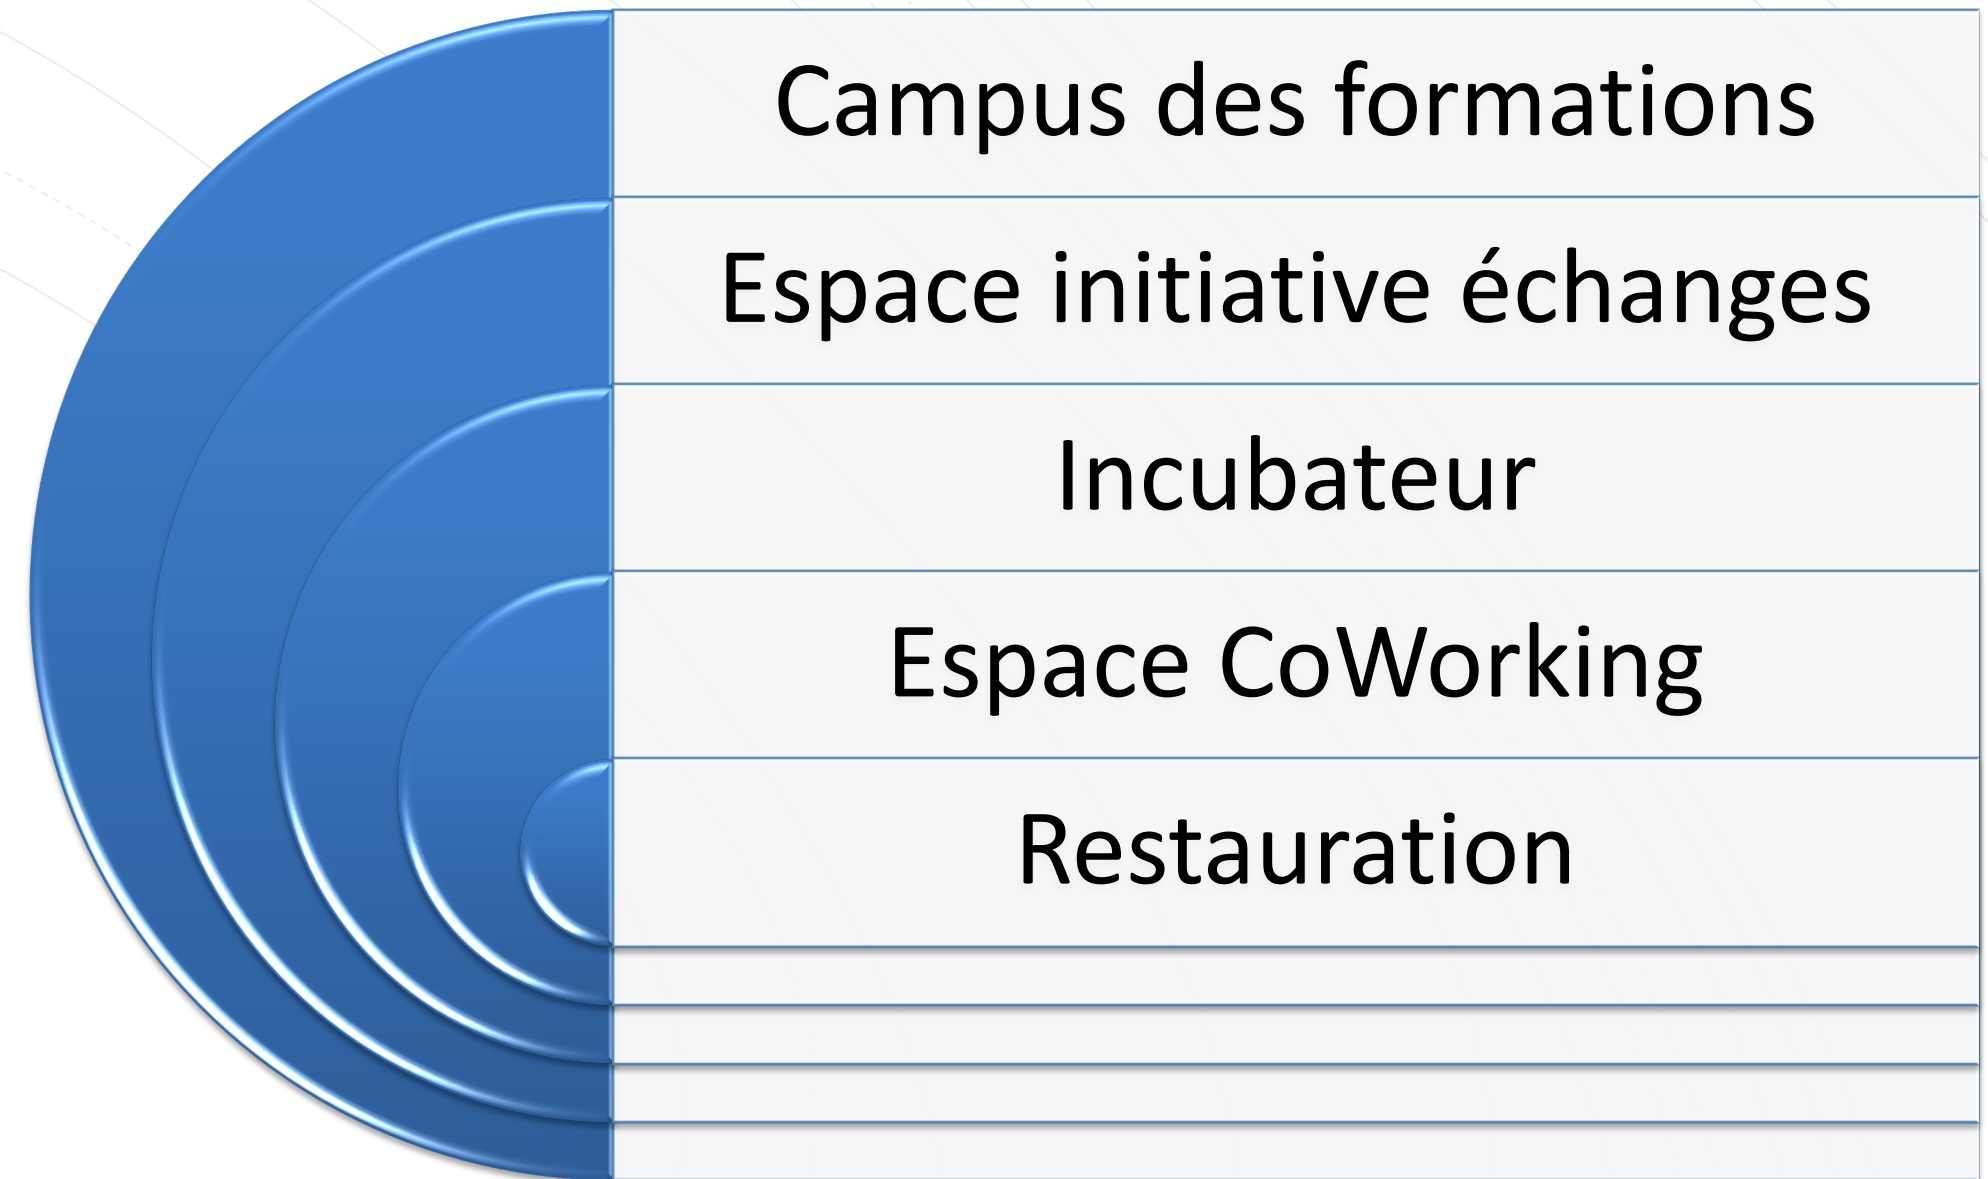 Campus des formations
Espace initiative échanges
Incubateur
Espace CoWorking
Restauration